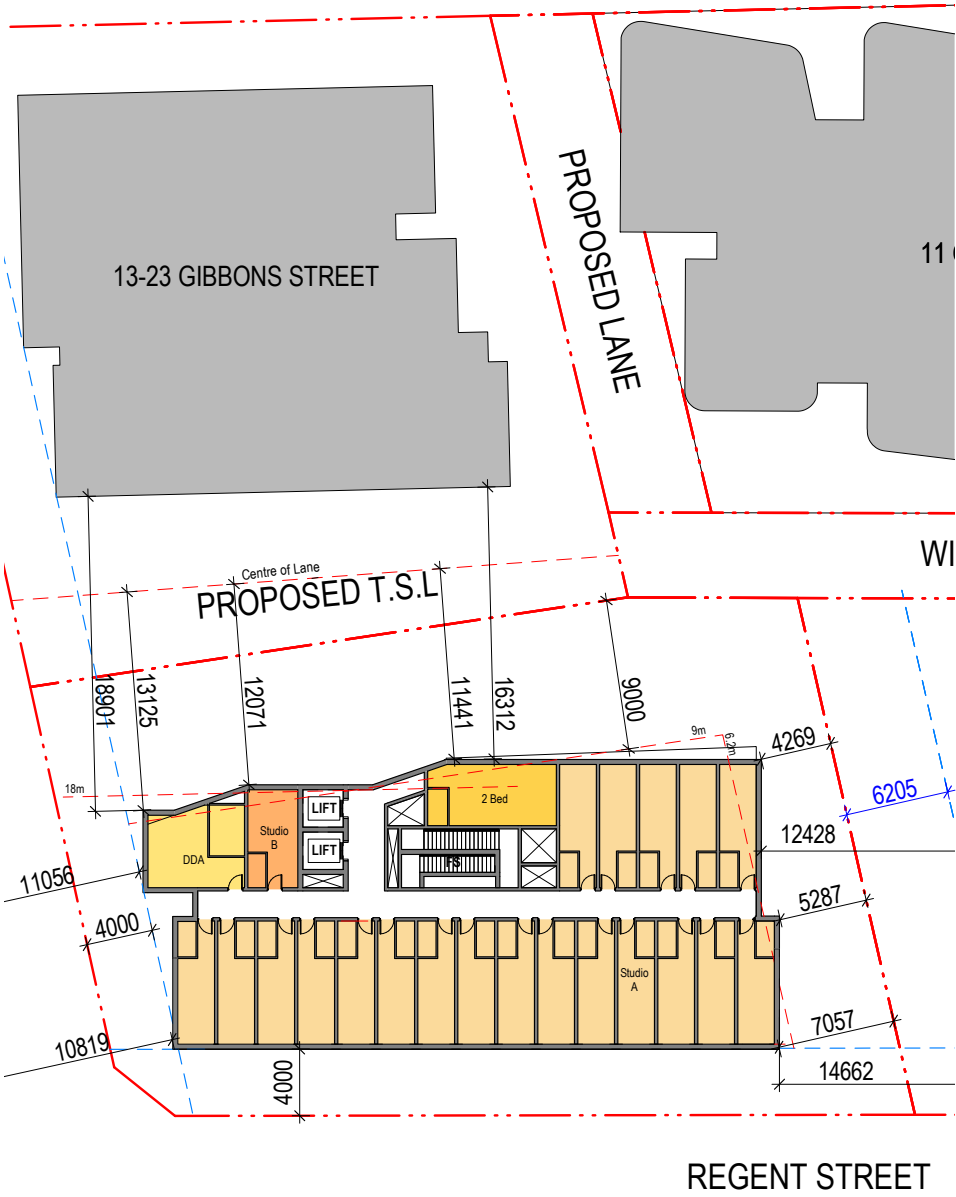 13-23 GIBBONS STREET
11
PROPOSED LANE
WI
Centre of Lane
PROPOSED T.S.L
18901
13125
12071
11441
16312
9000
9m
6.2m
4269
6205
12428
18m
2 Bed
LIFT
LIFT
Studio
B
DDA
FS
11056
4000
5287
Studio
A
7057
10819
4000
14662
REGENT STREET